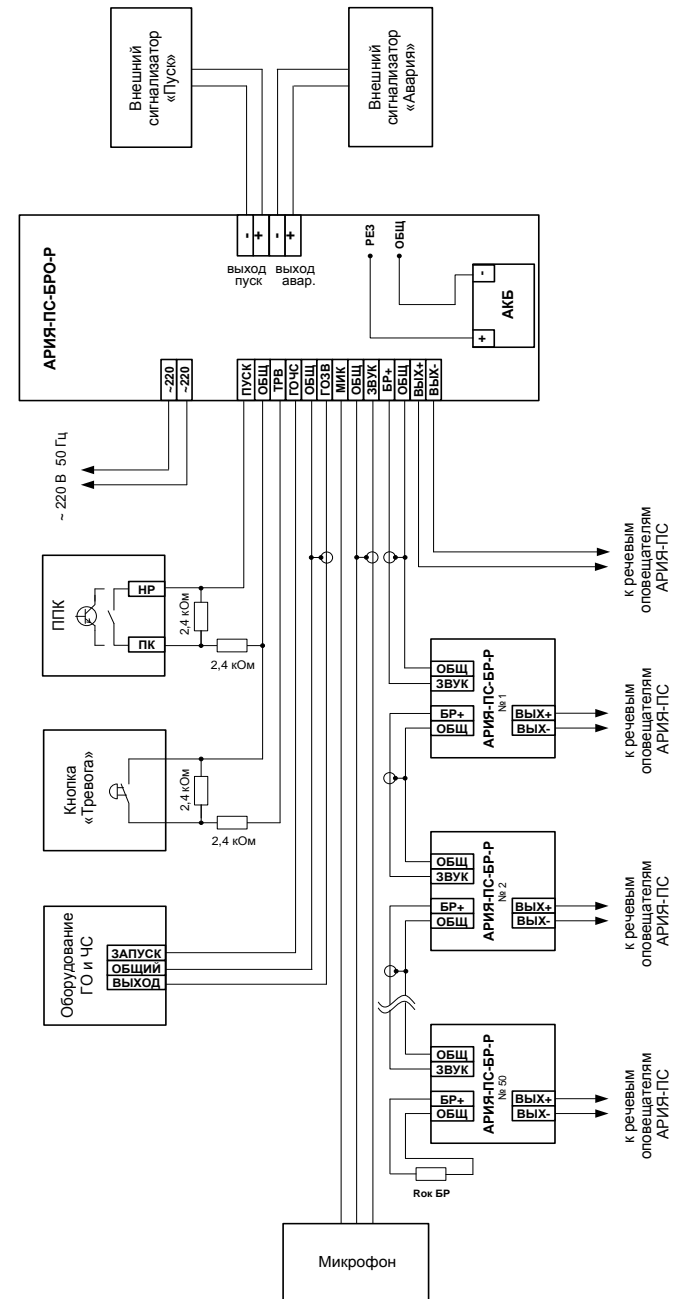 Внешний
сигнализатор
«Пуск»
Внешний
сигнализатор
«Авария»
АРИЯ-ПС-БРО-Р
-
+
-
+
выход
пуск
выход
авар.
РЕЗ
ОБЩ
-
+
АКБ
~220
~220
ПУСК
ОБЩ
ТРВ
ГОЧС
ОБЩ
ГОЗВ
МИК
ОБЩ
ЗВУК
БР+
ОБЩ
ВЫХ+
ВЫХ-
~ 220 В 50 Гц
ППК
НР
ПК
2,4 кОм
2,4 кОм
Кнопка
«Тревога»
2,4 кОм
2,4 кОм
Оборудование
ГО и ЧС
ЗАПУСК
ОБЩИЙ
ВЫХОД
к речевым
оповещателям
АРИЯ-ПС
ОБЩ
ЗВУК
БР+
ОБЩ
АРИЯ-ПС-БР-Р
№ 1
ВЫХ+
ВЫХ-
к речевым
оповещателям
АРИЯ-ПС
ОБЩ
ЗВУК
БР+
ОБЩ
АРИЯ-ПС-БР-Р
№ 2
ВЫХ+
ВЫХ-
к речевым
оповещателям
АРИЯ-ПС
ОБЩ
ЗВУК
БР+
ОБЩ
АРИЯ-ПС-БР-Р
№ 50
ВЫХ+
ВЫХ-
к речевым
оповещателям
АРИЯ-ПС
Rок БР
Микрофон